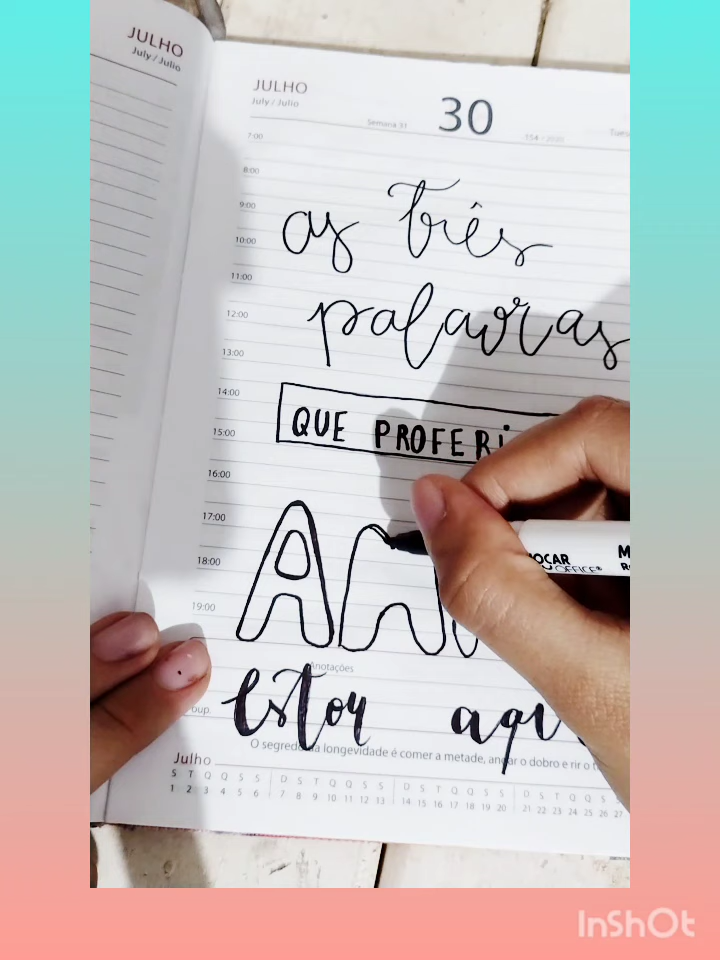 JULHO
July / Julio
JULHO
July / Julio
Semana 31
30
7:00
8:00
9:00
10:00
11:00
12:00
13:00
14:00
15:00
16:00
17:00
18:00
19:00
as três
palavras
QUE PROFERI
estou aqu
Anotações
O segredo da longevidade é comer a metade, andar o dobro e rir o
Julho
S T Q Q S S D S T Q Q S S D S T Q Q S S D S T Q Q S
1 2 3 4 5 6 7 8 9 10 11 12 13 14 15 16 17 18 19 20 21 22 23 24 25 26 27
OFFICE
InShOt